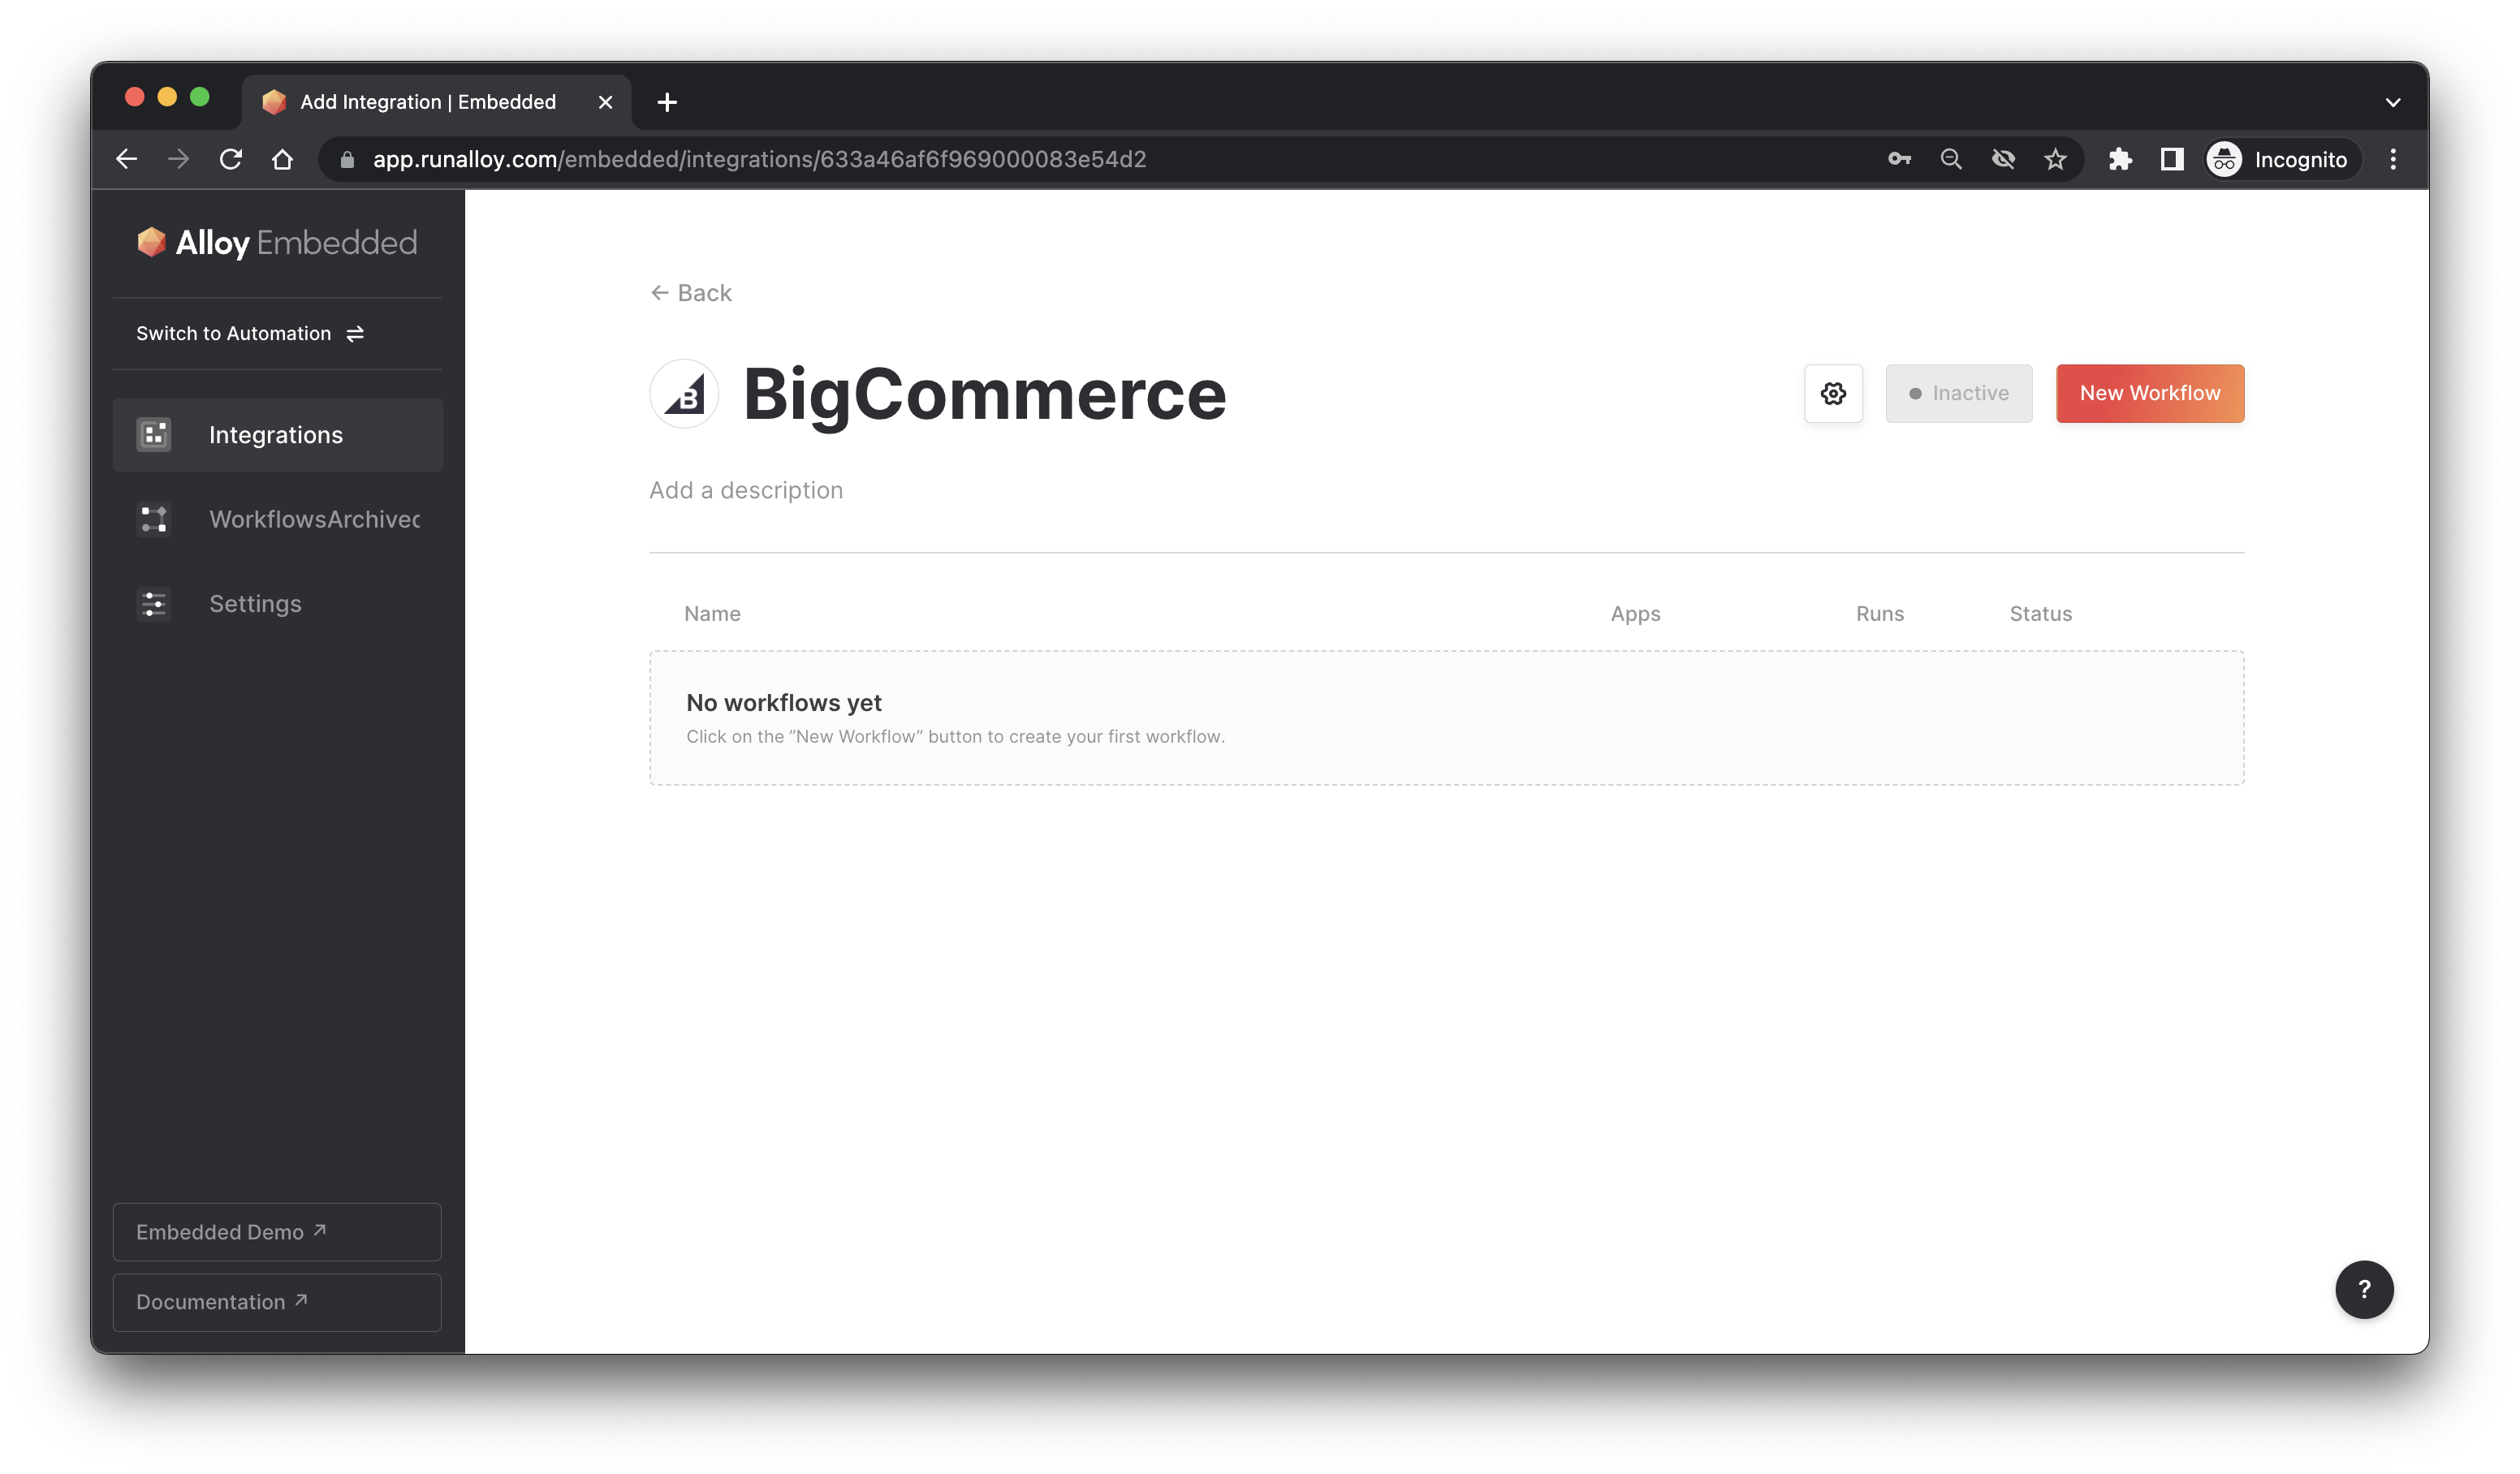 Add Integration | Embedded
app.runalloy.com/embedded/integrations/633a46af6f969000083e54d2
Incognito
Alloy Embedded
Switch to Automation
Integrations
WorkflowsArchived
Settings
Embedded Demo
Documentation
Back
B BigCommerce
Inactive
New Workflow
Add a description
Name Apps Runs Status
No workflows yet
Click on the “New Workflow” button to create your first workflow.
?